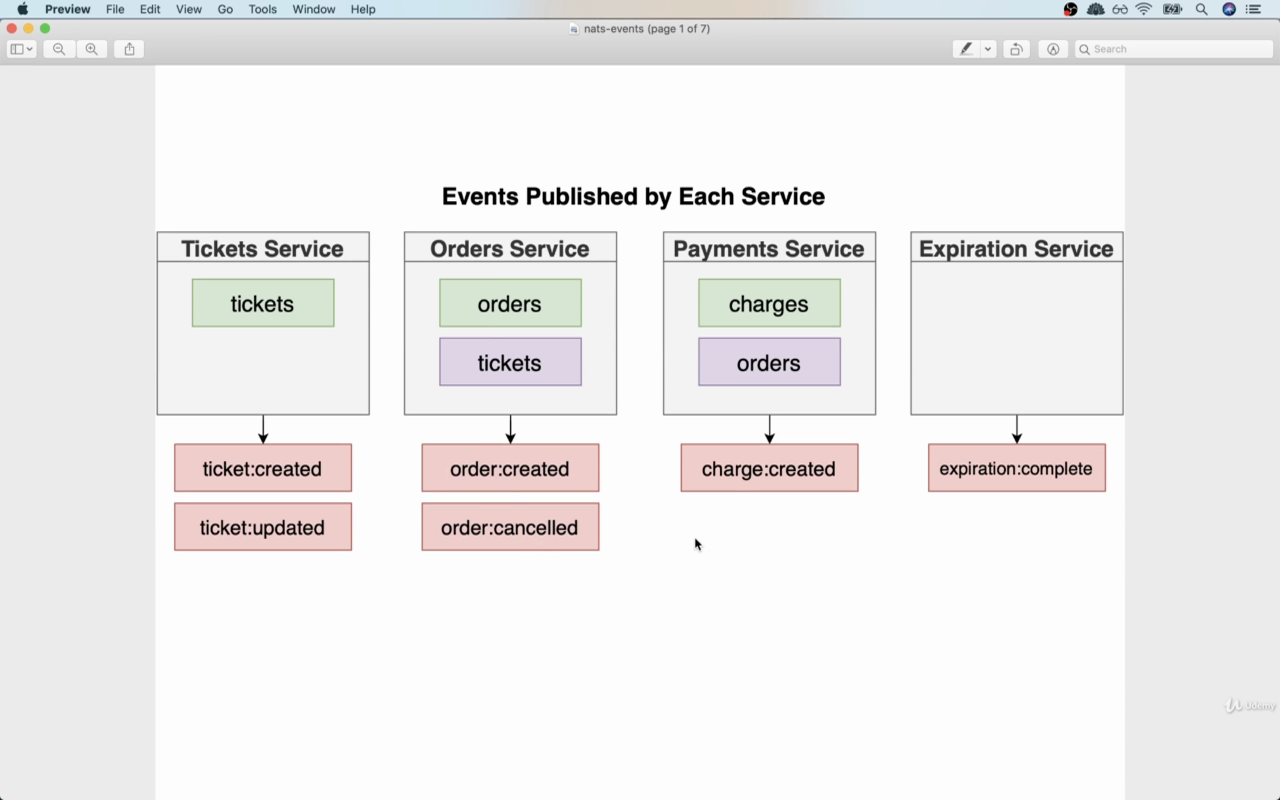 Preview File Edit View Go Tools Window Help
nats-events (page 1 of 7)
Search
Events Published by Each Service
Tickets Service Orders Service Payments Service Expiration Service
tickets orders charges
tickets orders
ticket:created order:created charge:created expiration:complete
ticket:updated order:cancelled
Udemy